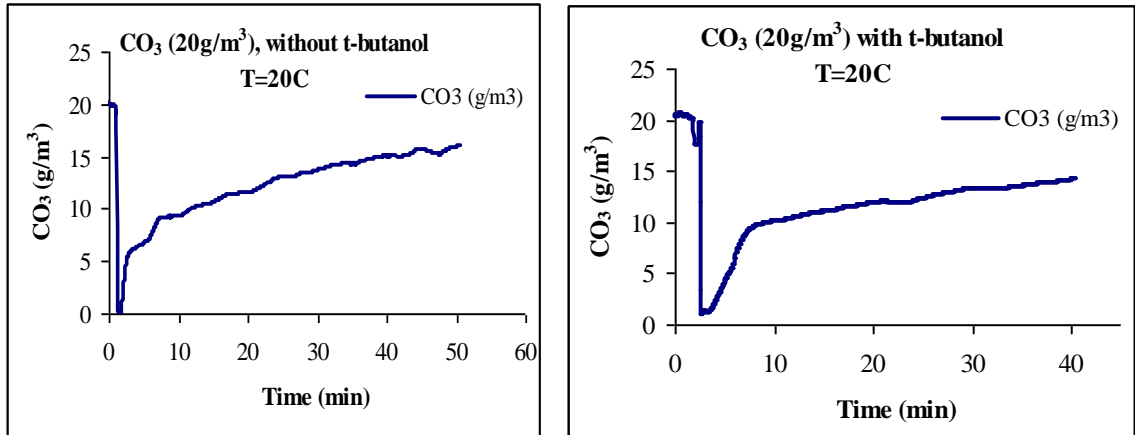 CO₃ (20g/m³), without t-butanol
T=20C
CO3 (g/m3)
CO₃ (g/m³)
25
20
15
10
5
0
0 10 20 30 40 50 60
Time (min)
CO₃ (20g/m³) with t-butanol
T=20C
CO3 (g/m3)
CO₃ (g/m³)
25
20
15
10
5
0
0 10 20 30 40
Time (min)